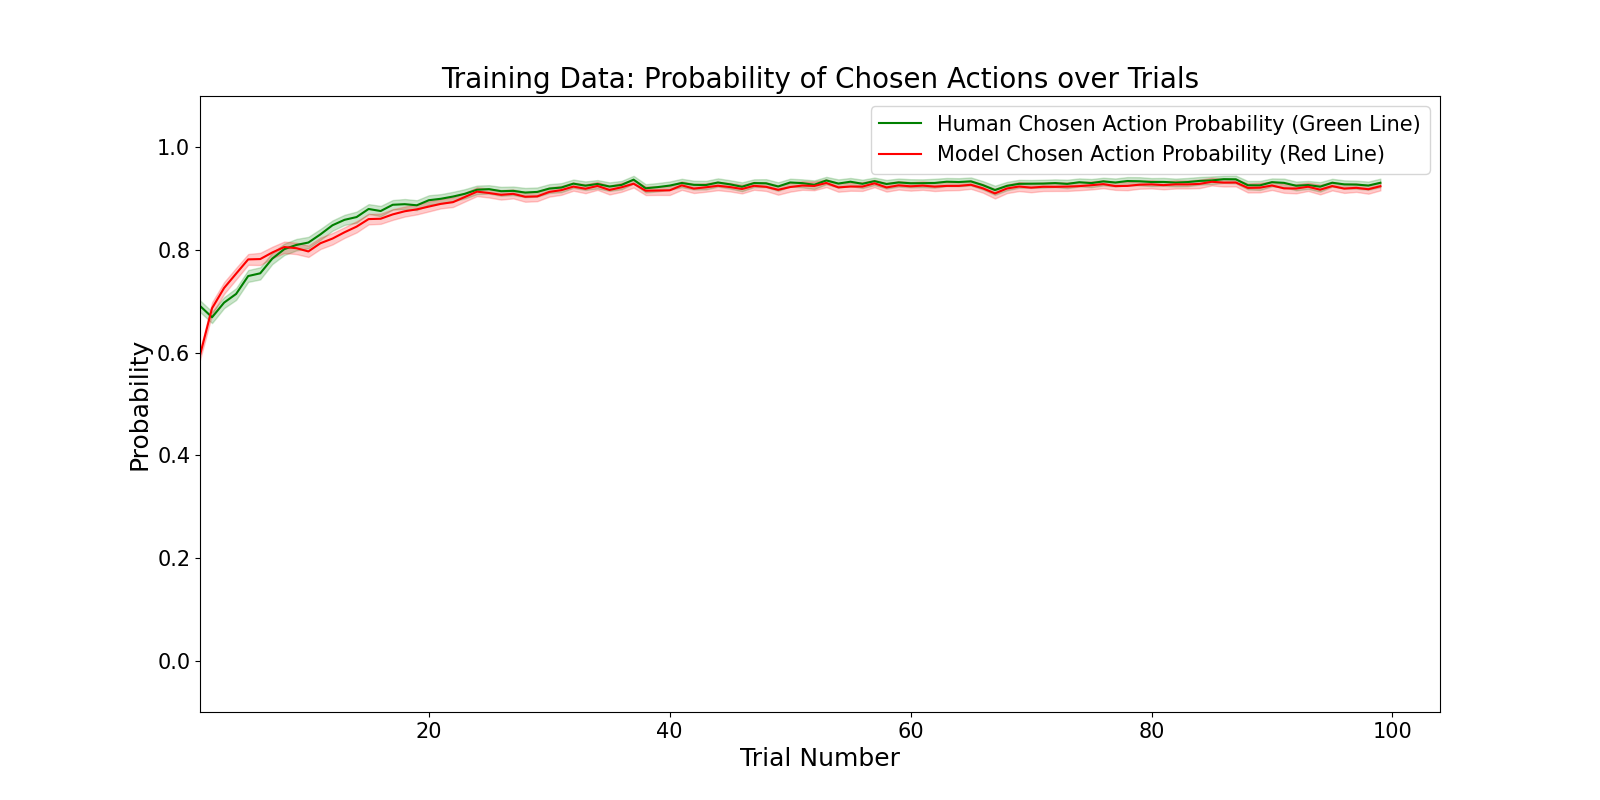 Training Data: Probability of Chosen Actions over Trials
Human Chosen Action Probability (Green Line)
Model Chosen Action Probability (Red Line)
1.0
0.8
0.6
0.4
0.2
0.0
Probability
20 40 60 80 100
Trial Number